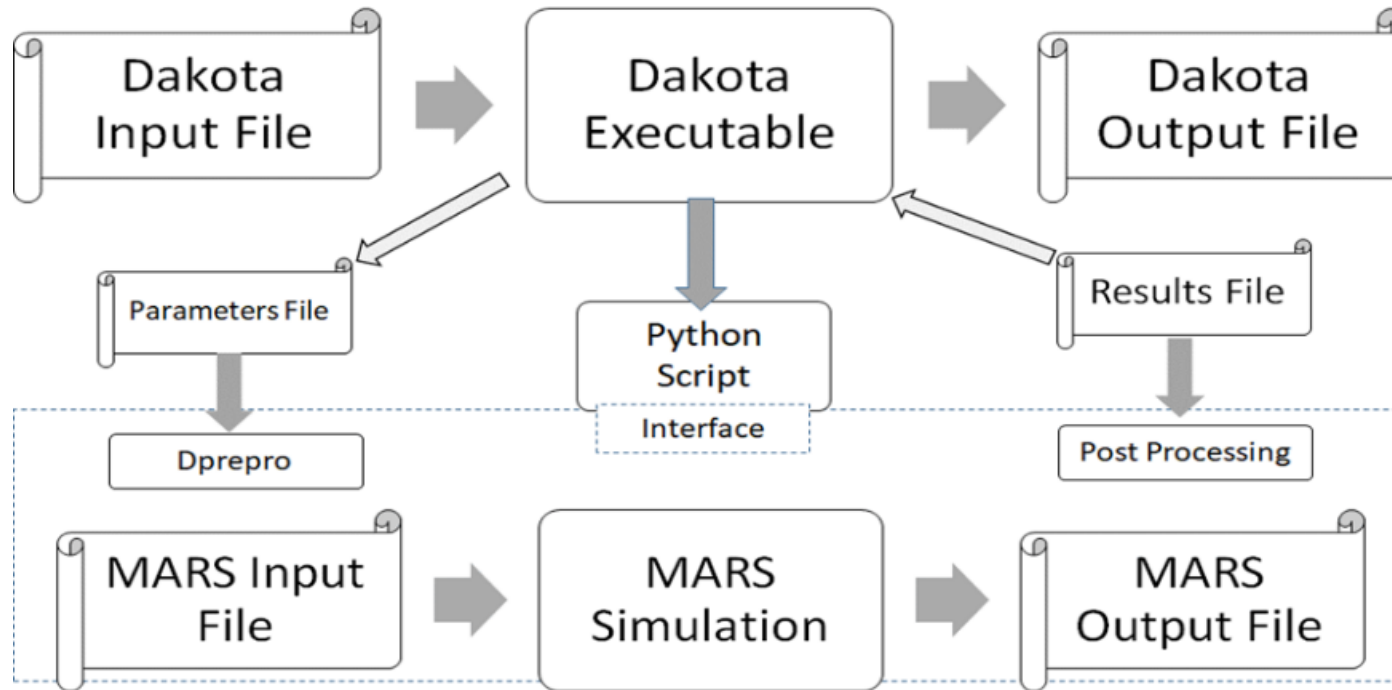 Dakota
Input File
Dakota
Executable
Dakota
Output File
Parameters File
Python
Script
Results File
Interface
Dprepro
Post Processing
MARS Input
File
MARS
Simulation
MARS
Output File